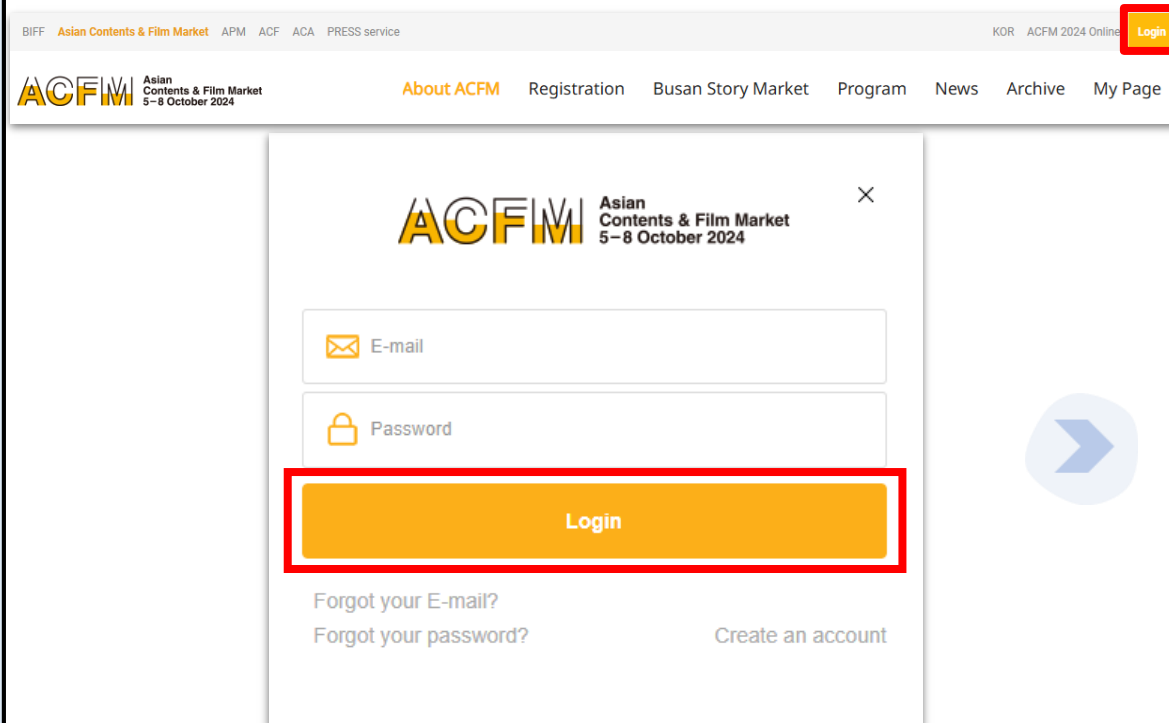 BIFF Asian Contents & Film Market APM ACF ACA PRESS service KOR ACFM 2024 Online Login
ACFM Asian
Contents & Film Market
5–8 October 2024
About ACFM Registration Busan Story Market Program News Archive My Page
ACFM Asian
Contents & Film Market
5–8 October 2024
E-mail
Password
Login
Forgot your E-mail?
Forgot your password? Create an account